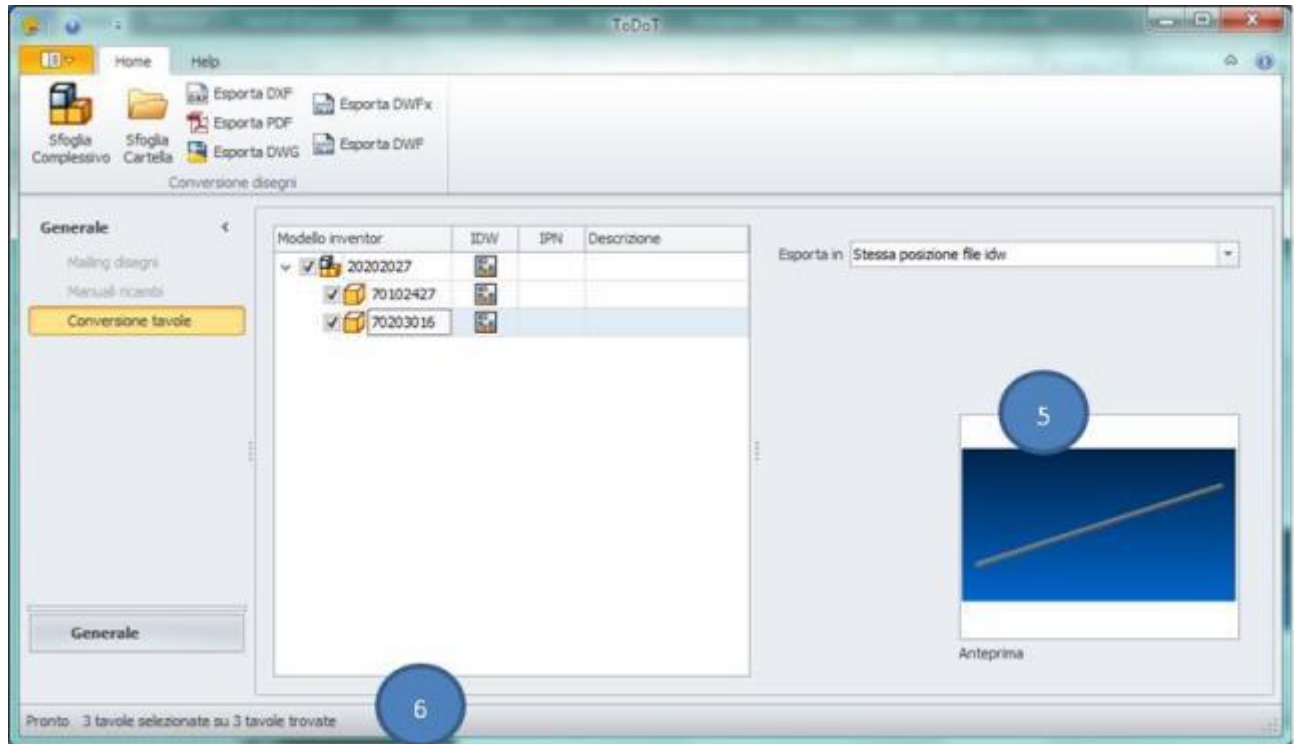 ToDoT
Home Help
Sfoglia Complessivo
Sfoglia Cartella
Esporta DXF
Esporta PDF
Esporta DWG
Esporta DWFx
Esporta DWF
Conversione disegni
Generale
Mailing disegni
Manuali ricambi
Conversione tavole
Generale
Modello inventor IDW IPN Descrizione
20202027
70102427
70203016
Esporta in Stessa posizione file idw
5
Anteprima
6
Pronto 3 tavole selezionate su 3 tavole trovate